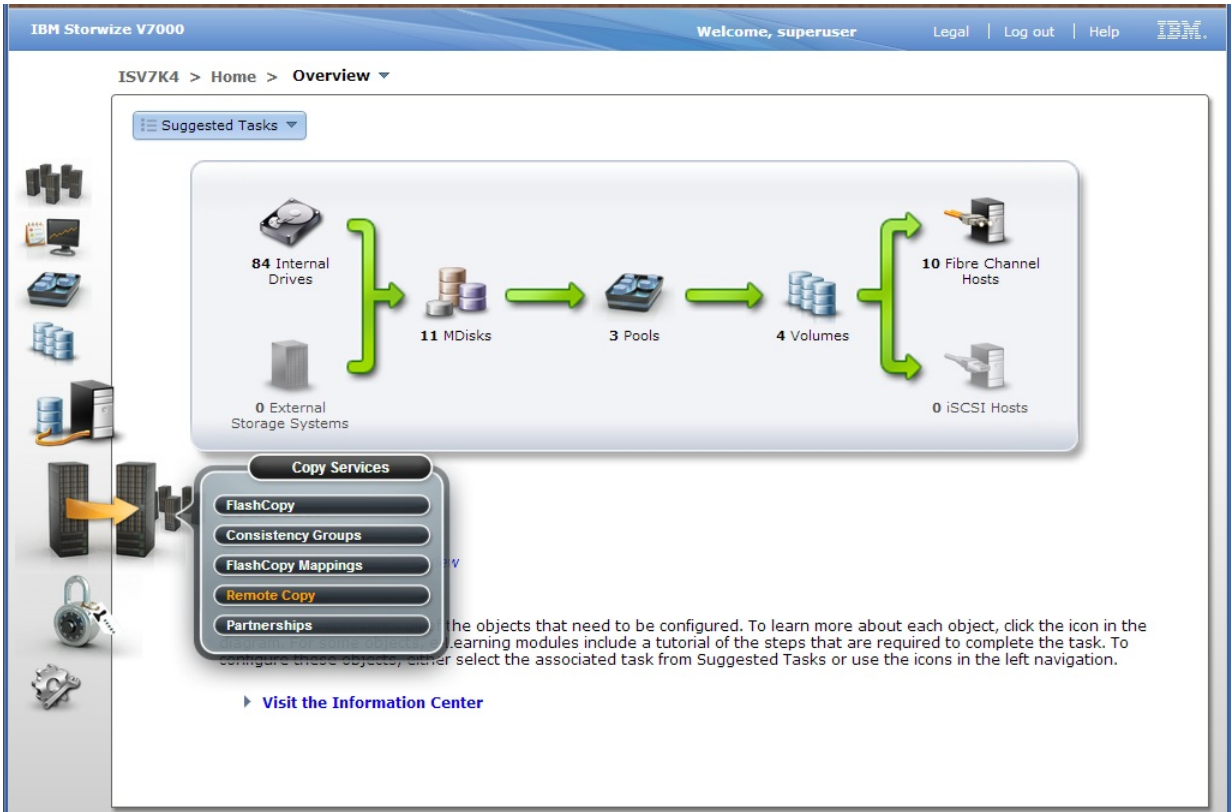 IBM Storwize V7000
Welcome, superuser
Legal | Log out | Help
IBM.
ISV7K4 > Home > Overview
Suggested Tasks
84 Internal
Drives
11 MDisks
3 Pools
4 Volumes
10 Fibre Channel
Hosts
0 External
Storage Systems
0 iSCSI Hosts
Copy Services
FlashCopy
Consistency Groups
FlashCopy Mappings
Remote Copy
Partnerships
the objects that need to be configured. To learn more about each object, click the icon in the
Learning modules include a tutorial of the steps that are required to complete the task. To
configure these objects, either select the associated task from Suggested Tasks or use the icons in the left navigation.
Visit the Information Center